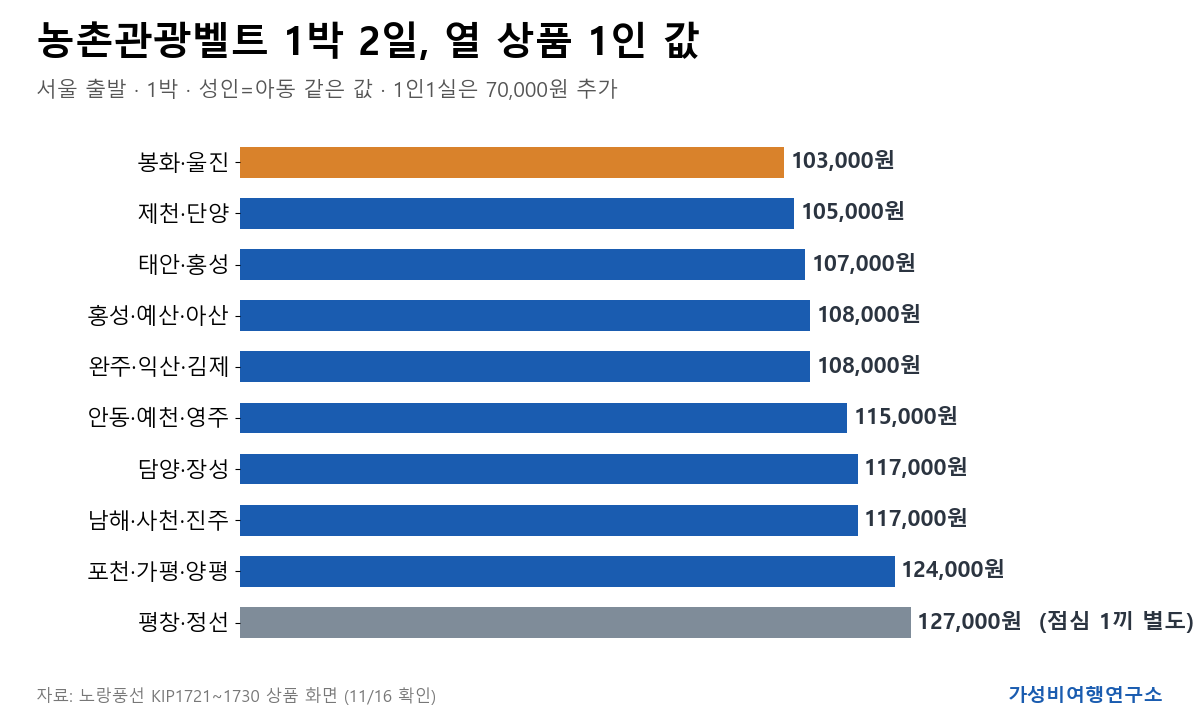 농촌관광벨트 1박 2일, 열 상품 1인 값
서울 출발 · 1박 · 성인=아동 같은 값 · 1인1실은 70,000원 추가
봉화·울진 103,000원
제천·단양 105,000원
태안·홍성 107,000원
홍성·예산·아산 108,000원
완주·익산·김제 108,000원
안동·예천·영주 115,000원
담양·장성 117,000원
남해·사천·진주 117,000원
포천·가평·양평 124,000원
평창·정선 127,000원 (점심 1끼 별도)
자료: 노랑풍선 KIP1721~1730 상품 화면 (11/16 확인)
가성비여행연구소